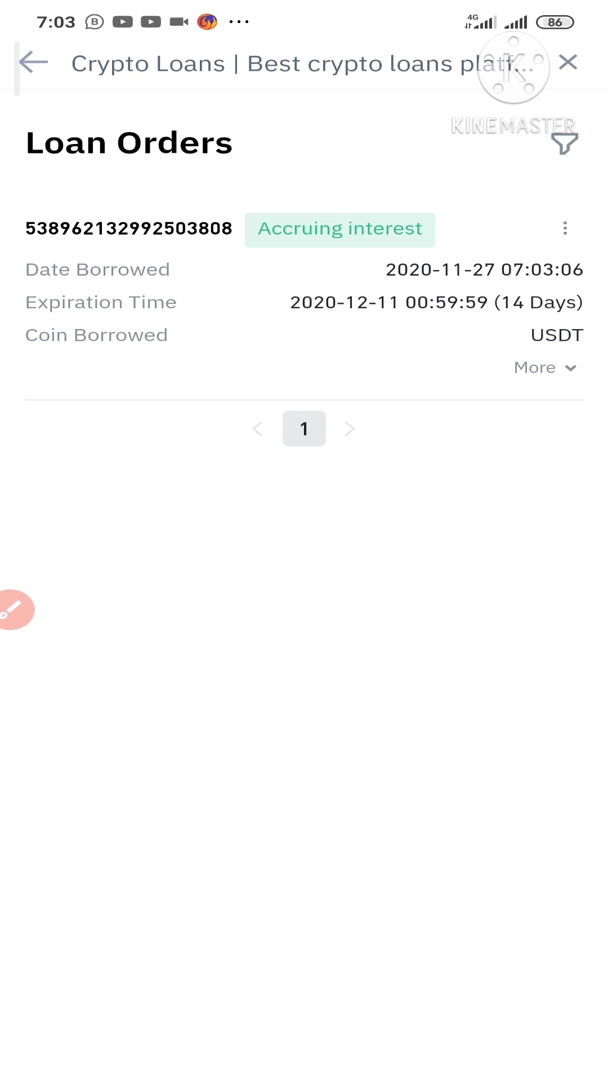 7:03 B ... 4G 86
Crypto Loans | Best crypto loans platf...
KINEMASTER
Loan Orders
538962132992503808 Accruing interest
Date Borrowed 2020-11-27 07:03:06
Expiration Time 2020-12-11 00:59:59 (14 Days)
Coin Borrowed USDT
More
1